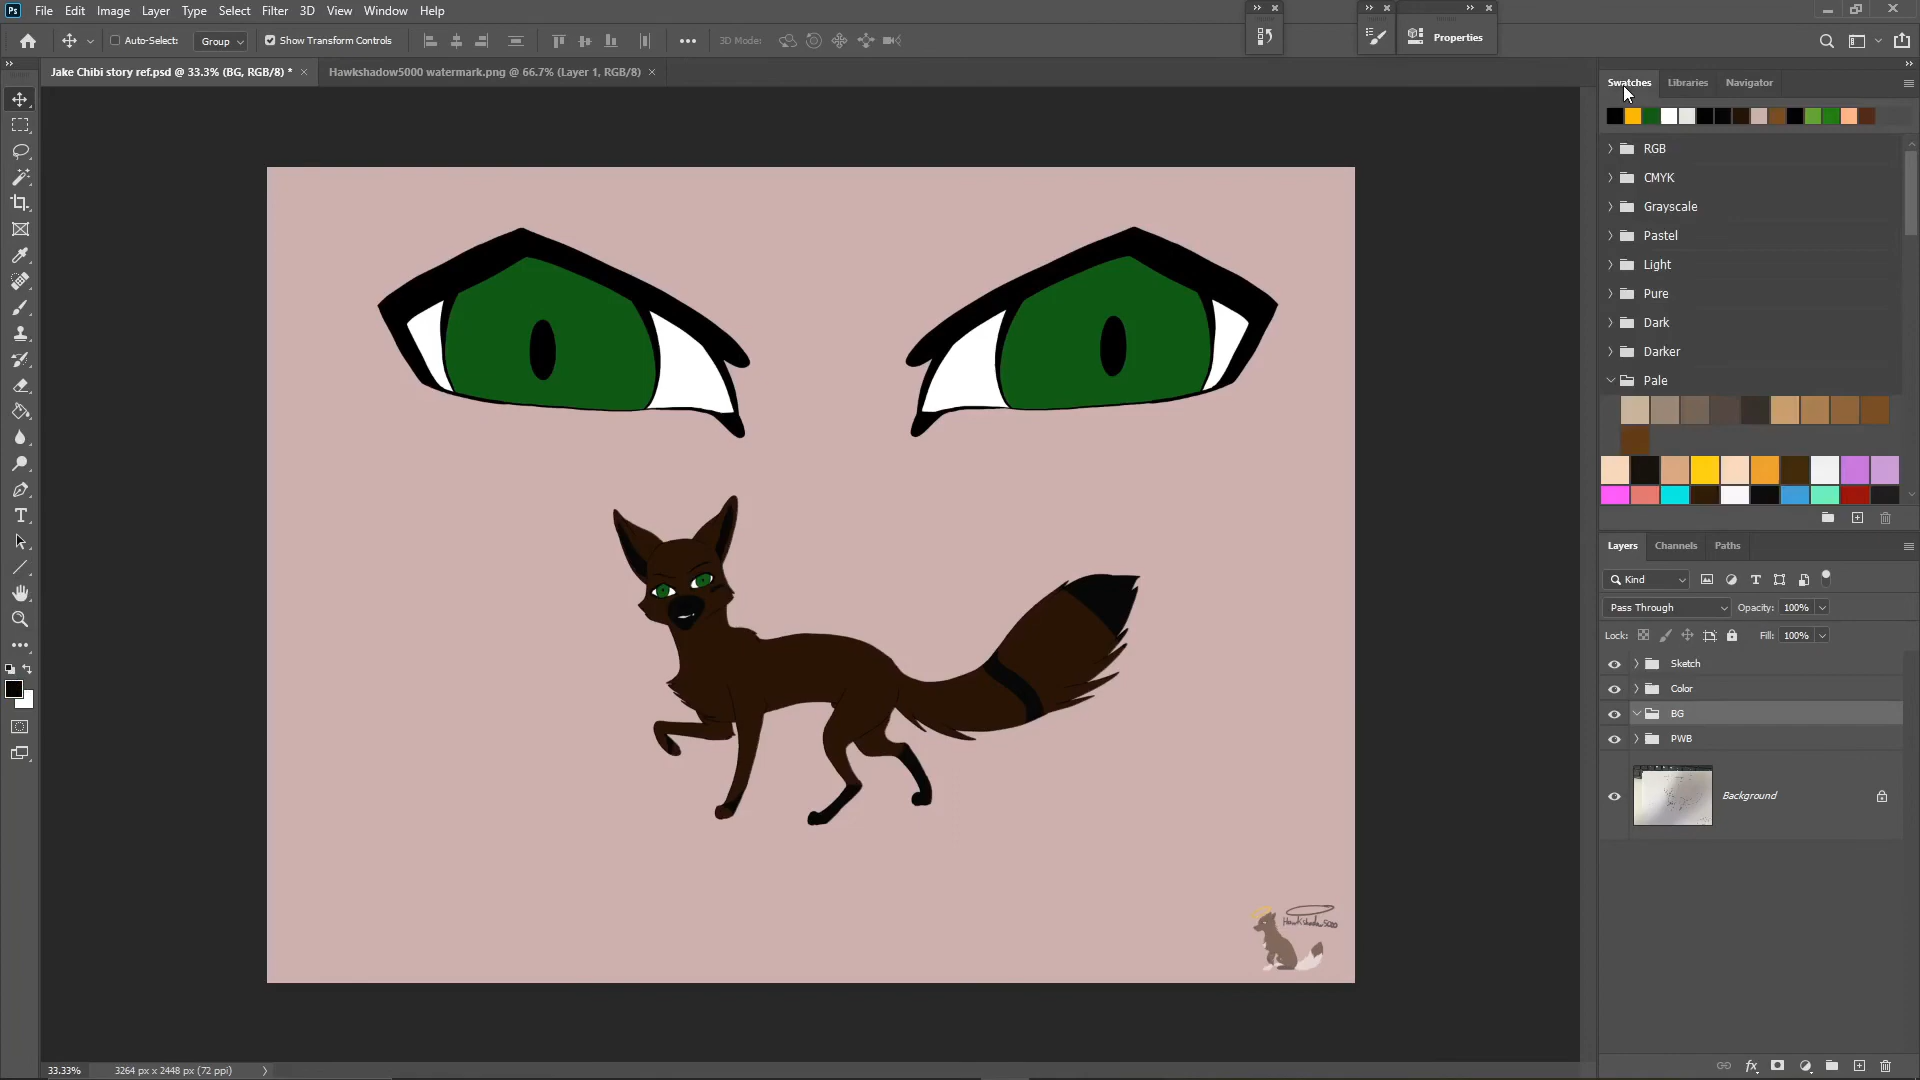 Ps File Edit Image Layer Type Select Filter 3D View Window Help
Auto-Select: Group Show Transform Controls 3D Mode: Properties
Jake Chibi story ref.psd @ 33.3% (BG, RGB/8) * Hawkshadow5000 watermark.png @ 66.7% (Layer 1, RGB/8)
Swatches Libraries Navigator
RGB
CMYK
Grayscale
Pastel
Light
Pure
Dark
Darker
Pale
Layers Channels Paths
Kind
Pass Through Opacity: 100%
Lock: Fill: 100%
Sketch
Color
BG
PWB
Background
Hawkshadow5000
33.33% 3264 px x 2448 px (72 ppi)